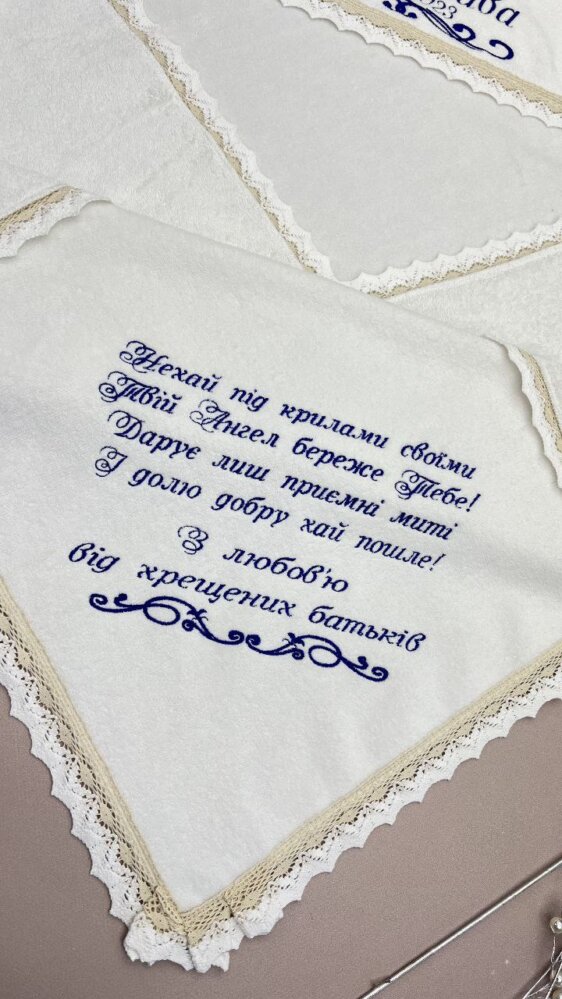 Нехай під крилами своїми
Твій Ангел береже Тебе!
Дарує лиш приємні миті
І долю добру хай пошле!
З любов'ю
від хрещених батьків